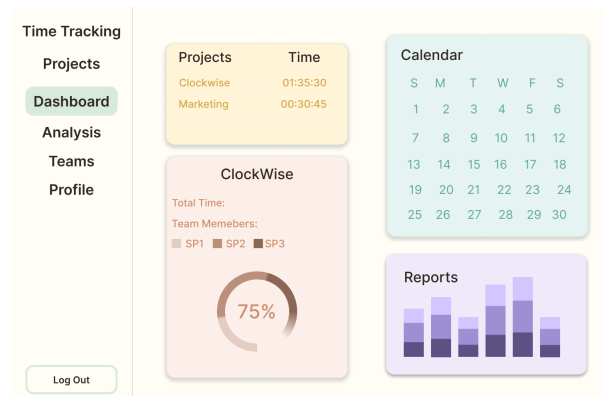 Time Tracking
Projects
Dashboard
Analysis
Teams
Profile
Log Out
Projects Time
Clockwise 01:35:30
Marketing 00:30:45
ClockWise
Total Time:
Team Memebers:
SP1 SP2 SP3
75%
Calendar
S M T W F S
1 2 3 4 5 6
7 8 9 10 11 12
13 14 15 16 17 18
19 20 21 22 23 24
25 26 27 28 29 30
Reports